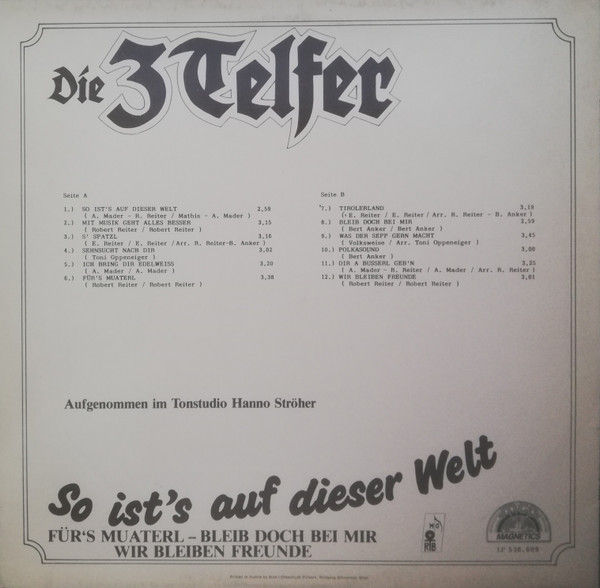 Die 3 Telfer
Seite A
1.) SO IST'S AUF DIESER WELT 2,59
( A. Mader - R. Reiter / Mathis - A. Mader )
2.) MIT MUSIK GEHT ALLES BESSER 3,15
( Robert Reiter / Robert Reiter )
3.) S' SPATZL 3,16
( E. Reiter / E. Reiter / Arr. R. Reiter-B. Anker )
4.) SEHNSUCHT NACH DIR 3,02
( Toni Oppeneiger )
5.) ICH BRING DIR EDELWEISS 3,20
( A. Mader / A. Mader )
6.) FÜR'S MUATERL 3,38
( Robert Reiter / Robert Reiter )
Seite B
7.) TIROLERLAND 3,19
( E. Reiter / E. Reiter / Arr. R. Reiter - B. Anker )
8.) BLEIB DOCH BEI MIR 2,59
( Bert Anker / Bert Anker )
9.) WAS DER SEPP GERN MACHT 3,45
( Volksweise / Arr. Toni Oppeneiger )
10.) POLKASOUND 3,00
( Bert Anker )
11.) DIR A BUSSERL GEB'N 3,25
( A. Mader - R. Reiter / A. Mader / Arr. R. Reiter )
12.) WIR BLEIBEN FREUNDE 3,01
( Robert Reiter / Robert Reiter )
Aufgenommen im Tonstudio Hanno Ströher
So ist's auf dieser Welt
FÜR'S MUATERL – BLEIB DOCH BEI MIR
WIR BLEIBEN FREUNDE
RTB
MAGNETICS